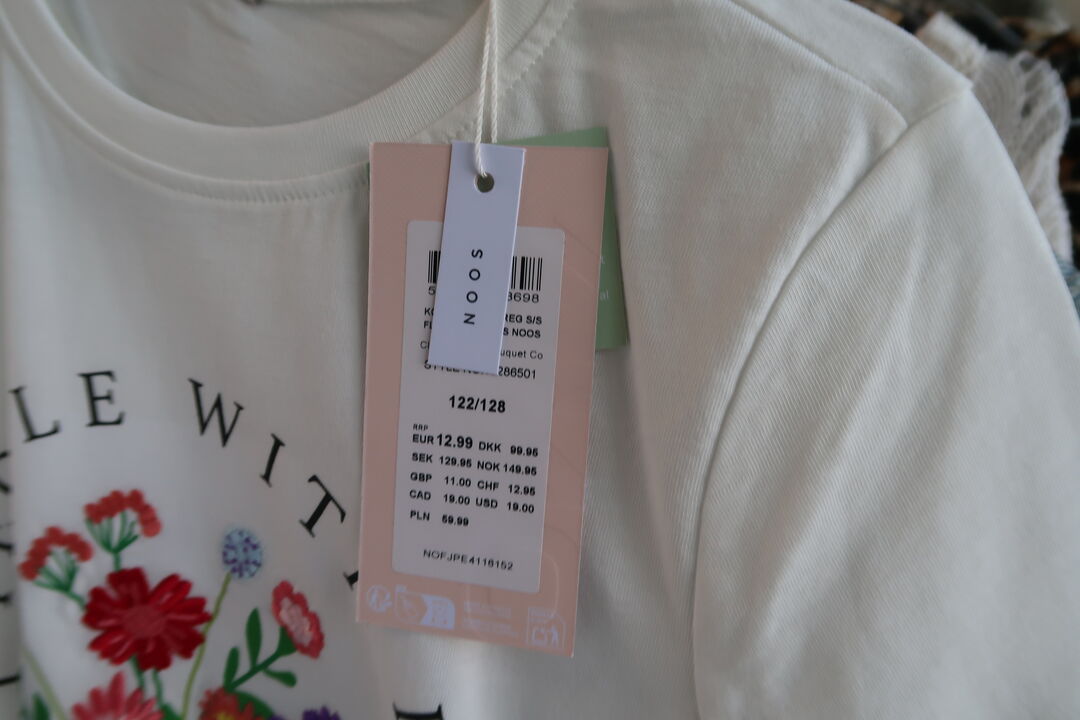 NOOS
8698
REG S/S
NOOS
uquet Co
286501
122/128
RRP
EUR 12.99 DKK 99.95
SEK 129.95 NOK 149.95
GBP 11.00 CHF 12.95
CAD 19.00 USD 19.00
PLN 59.99
NOFJPE4116152
LE WIT